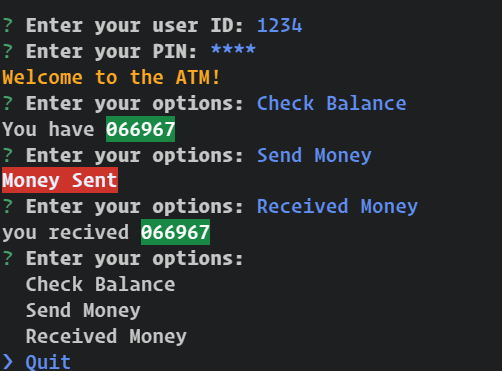 ? Enter your user ID: 1234
? Enter your PIN: ****
Welcome to the ATM!
? Enter your options: Check Balance
You have 066967
? Enter your options: Send Money
Money Sent
? Enter your options: Received Money
you recived 066967
? Enter your options:
Check Balance
Send Money
Received Money
❯ Quit